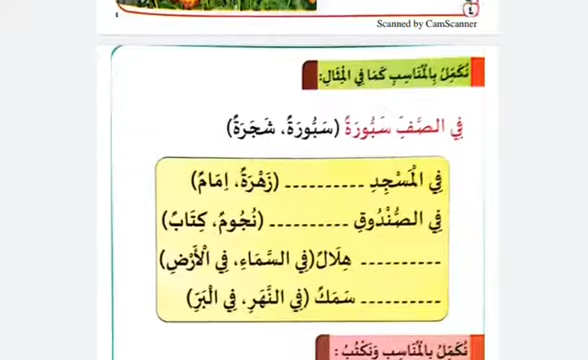 ٤
Scanned by CamScanner
نُكَمِّلُ بِالْمُنَاسِبِ كَمَا فِي الْمِثَالِ:
فِي الصَّفِّ سَبُّورَةٌ (سَبُّورَةٌ، شَجَرَةٌ)
فِي الْمَسْجِدِ ---------- (زَهْرَةٌ، اِمَامٌ)
فِي الصُّنْدُوقِ ---------- (نُجُومٌ، كِتَابٌ)
---------- هِلَالٌ (فِي السَّمَاءِ، فِي الْأَرْضِ)
---------- سَمَكٌ (فِي النَّهَرِ، فِي الْبَرِّ)
نُكَمِّلُ بِالْمُنَاسِبِ وَنَكْتُبُ :